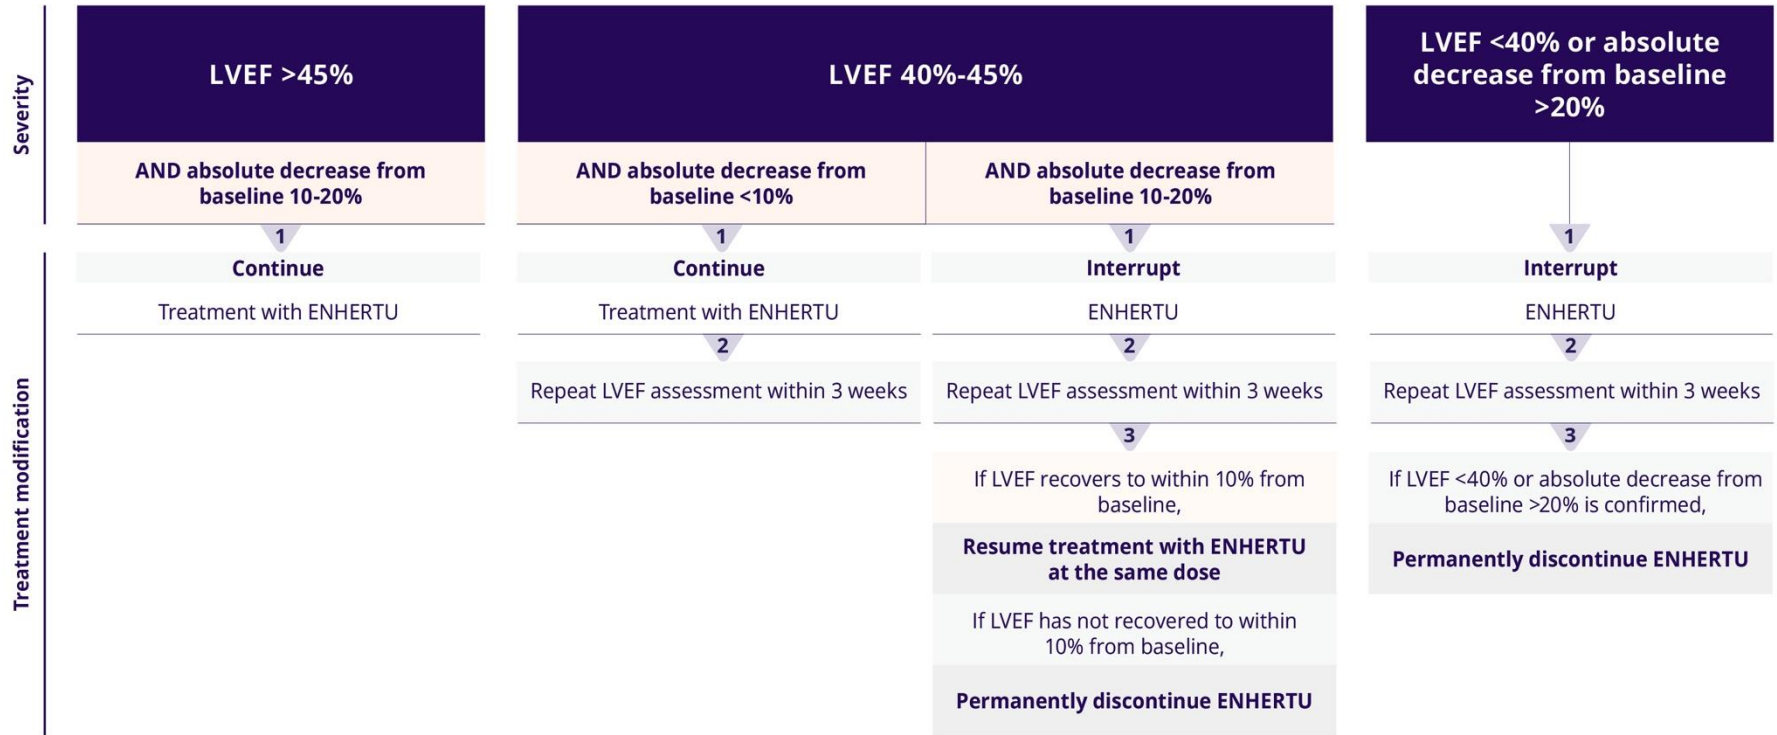 Severity
LVEF >45%
AND absolute decrease from
baseline 10-20%
LVEF 40%-45%
AND absolute decrease from
baseline <10%
AND absolute decrease from
baseline 10-20%
LVEF <40% or absolute
decrease from baseline
>20%
Treatment modification
1
Continue
Treatment with ENHERTU
1
Continue
Treatment with ENHERTU
2
Repeat LVEF assessment within 3 weeks
1
Interrupt
ENHERTU
2
Repeat LVEF assessment within 3 weeks
3
If LVEF recovers to within 10% from
baseline,
Resume treatment with ENHERTU
at the same dose
If LVEF has not recovered to within
10% from baseline,
Permanently discontinue ENHERTU
1
Interrupt
ENHERTU
2
Repeat LVEF assessment within 3 weeks
3
If LVEF <40% or absolute decrease from
baseline >20% is confirmed,
Permanently discontinue ENHERTU